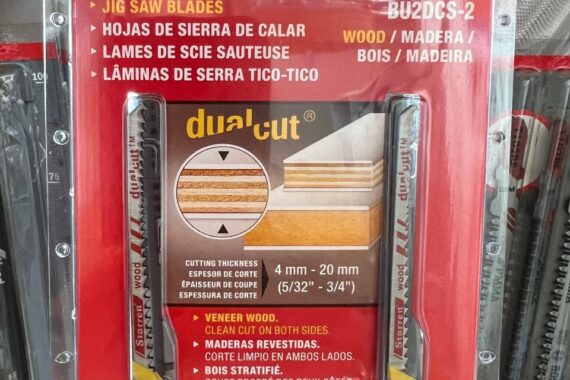 JIG SAW BLADES
HOJAS DE SIERRA DE CALAR
LAMES DE SCIE SAUTEUSE
LÂMINAS DE SERRA TICO-TICO
BU2DCS-2
WOOD / MADERA /
BOIS / MADEIRA
dualcut®
dualcut™
wood
Starrett
dualcut™
wood
Starrett
CUTTING THICKNESS
ESPESOR DE CORTE
ÉPAISSEUR DE COUPE
ESPESSURA DE CORTE
4 mm - 20 mm
(5/32" - 3/4")
VENEER WOOD.
CLEAN CUT ON BOTH SIDES.
MADERAS REVESTIDAS.
CORTE LIMPIO EN AMBOS LADOS.
BOIS STRATIFIÉ.